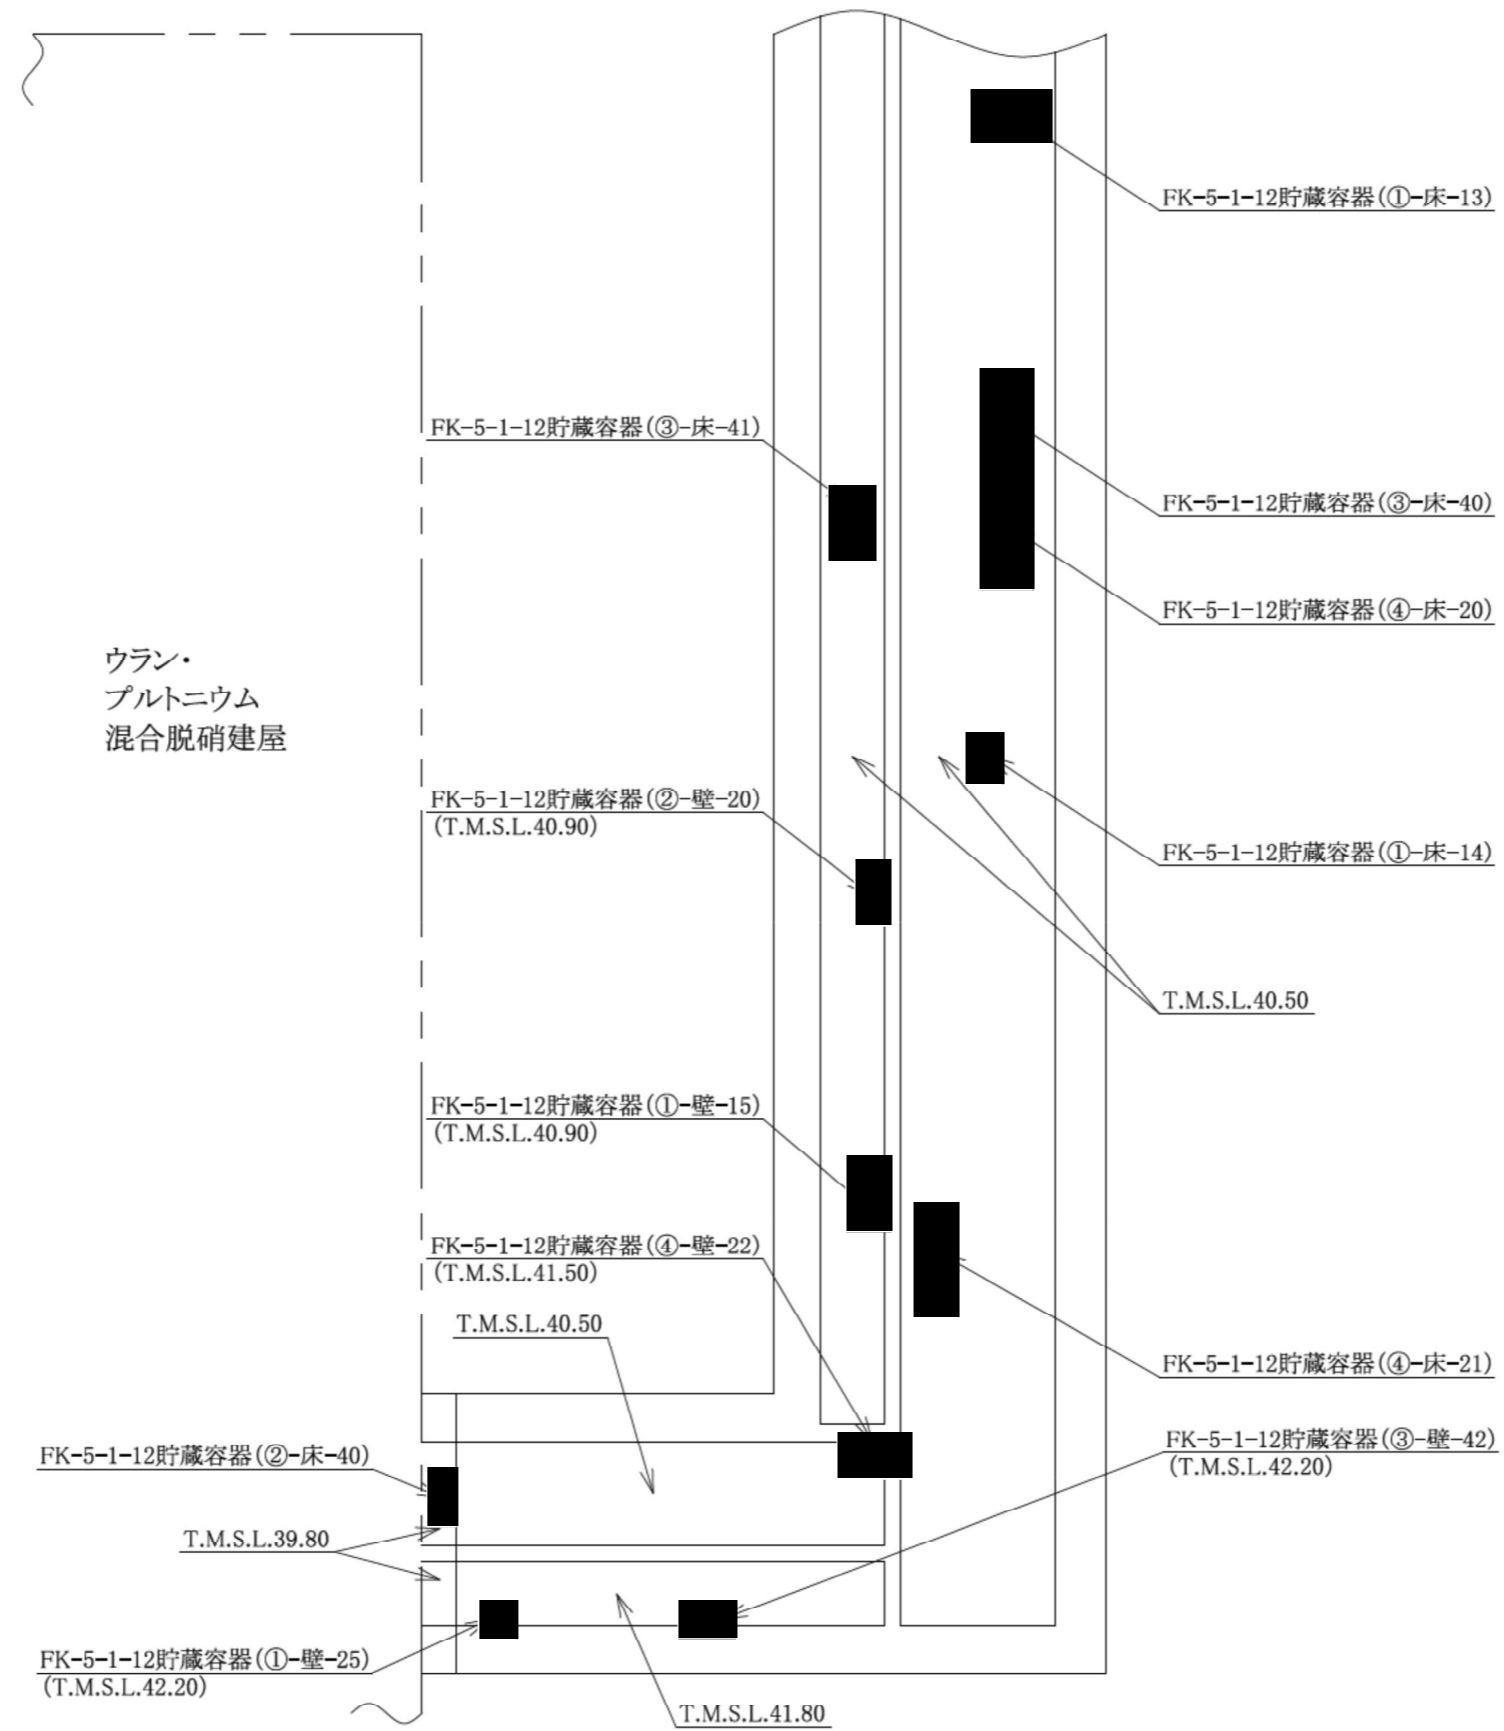 FK-5-1-12貯蔵容器(①-床-13)
FK-5-1-12貯蔵容器(③-床-41)
FK-5-1-12貯蔵容器(③-床-40)
FK-5-1-12貯蔵容器(④-床-20)
ウラン・
プルトニウム
混合脱硝建屋
FK-5-1-12貯蔵容器(②-壁-20)
(T.M.S.L.40.90)
FK-5-1-12貯蔵容器(①-床-14)
T.M.S.L.40.50
FK-5-1-12貯蔵容器(①-壁-15)
(T.M.S.L.40.90)
FK-5-1-12貯蔵容器(④-壁-22)
(T.M.S.L.41.50)
T.M.S.L.40.50
FK-5-1-12貯蔵容器(④-床-21)
FK-5-1-12貯蔵容器(③-壁-42)
(T.M.S.L.42.20)
FK-5-1-12貯蔵容器(②-床-40)
T.M.S.L.39.80
FK-5-1-12貯蔵容器(①-壁-25)
(T.M.S.L.42.20)
T.M.S.L.41.80